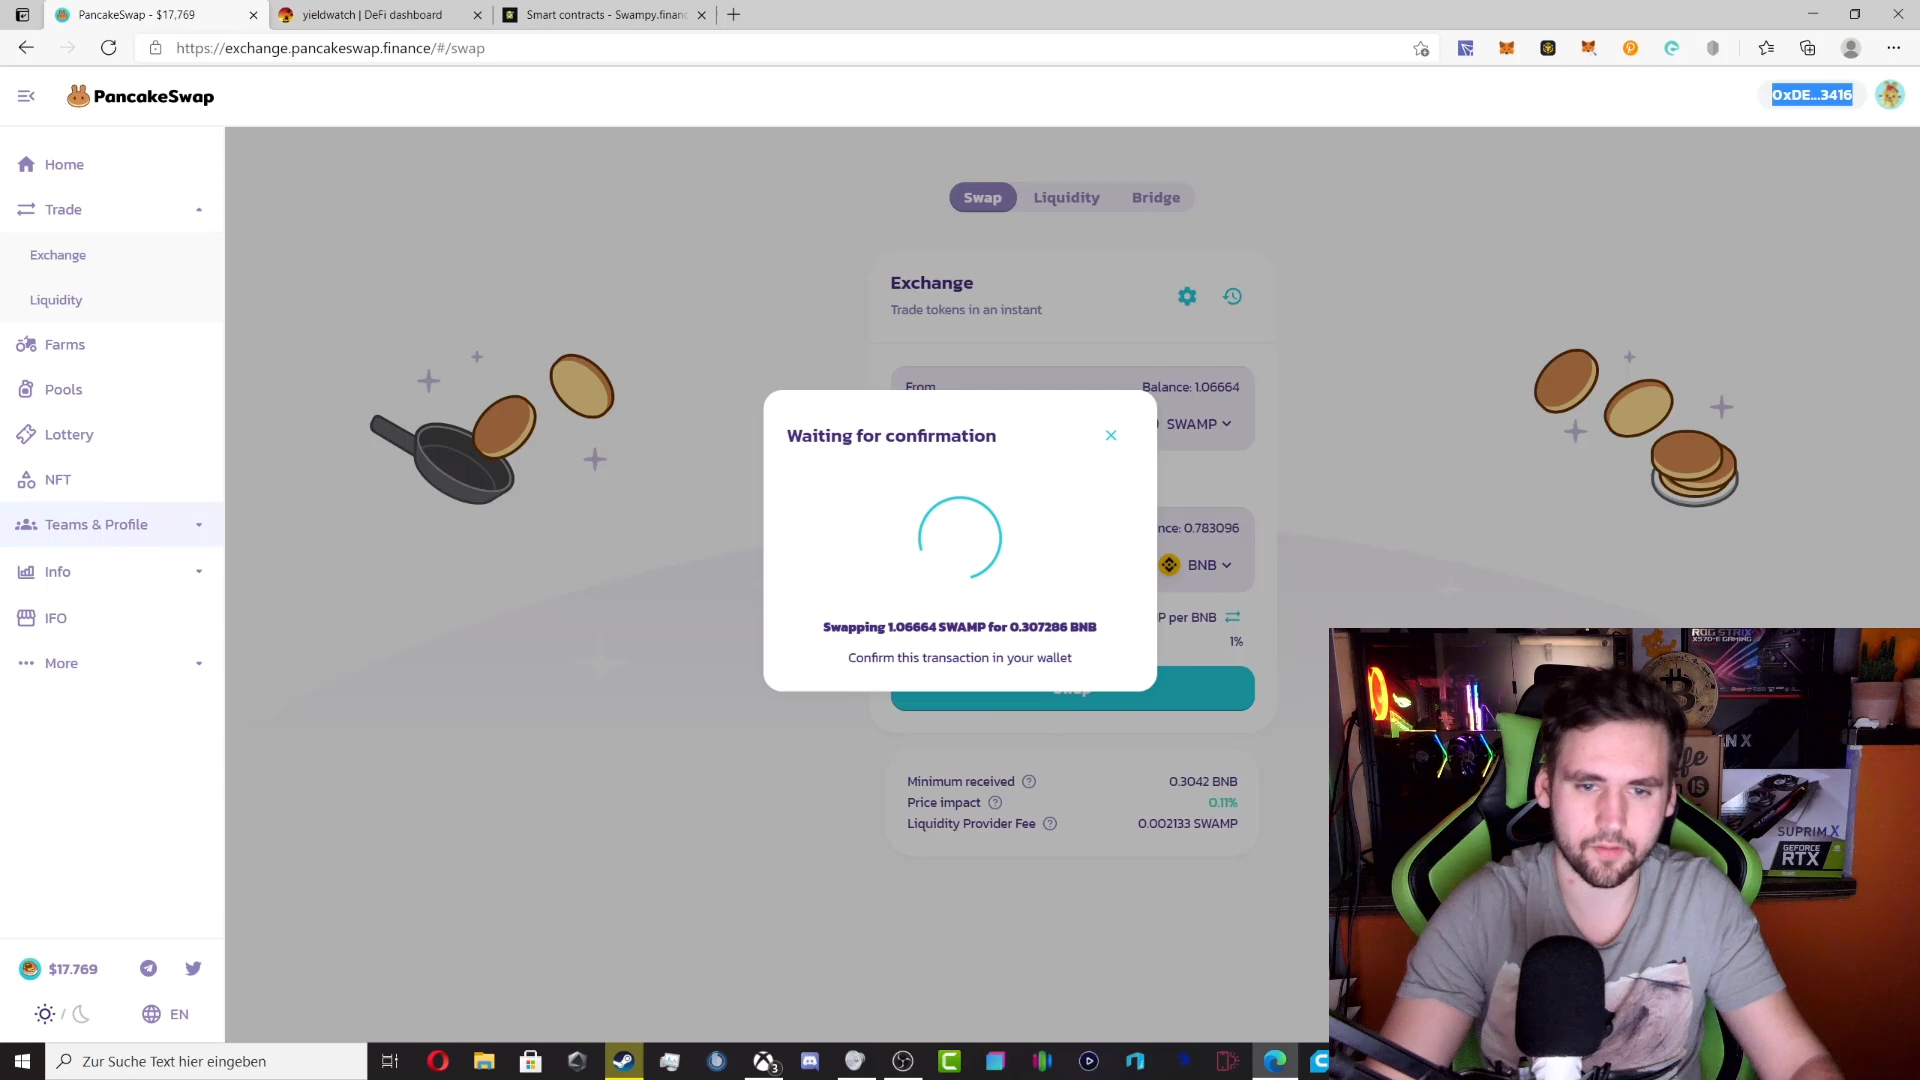 PancakeSwap - $17,769
yieldwatch | DeFi dashboard
Smart contracts - Swampy.financ
https://exchange.pancakeswap.finance/#/swap
PancakeSwap
0xDE...3416
Home
Trade
Exchange
Liquidity
Farms
Pools
Lottery
NFT
Teams & Profile
Info
IFO
More
$17.769
EN
Swap
Liquidity
Bridge
Exchange
Trade tokens in an instant
From
Balance: 1.06664
SWAMP
Waiting for confirmation
Swapping 1.06664 SWAMP for 0.307286 BNB
Confirm this transaction in your wallet
nce: 0.783096
BNB
P per BNB
1%
Swap
Minimum received
0.3042 BNB
Price impact
0.11%
Liquidity Provider Fee
0.002133 SWAMP
ROG STRIX
X570-E GAMING
N X
SUPRIM X
GEFORCE
RTX
Zur Suche Text hier eingeben
3